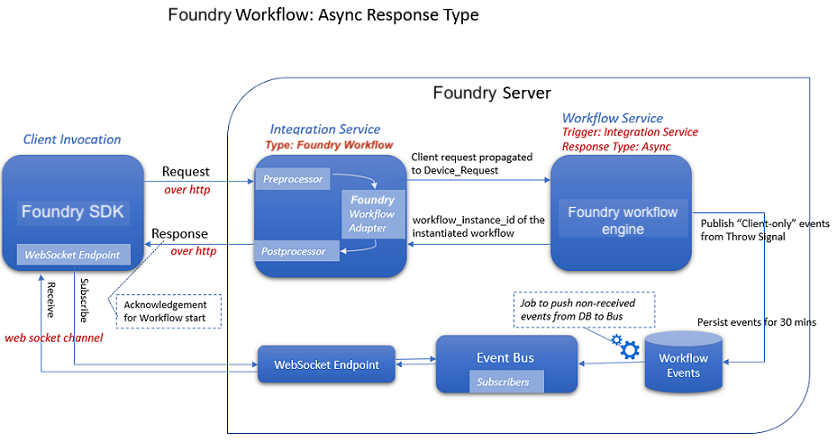 Foundry Workflow: Async Response Type
Foundry Server
Client Invocation
Integration Service
Type: Foundry Workflow
Workflow Service
Trigger: Integration Service
Response Type: Async
Request
over http
Preprocessor
Client request propagated
to Device_Request
Foundry SDK
Foundry
Workflow
Adapter
Foundry workflow
engine
workflow_instance_id of the
instantiated workflow
Publish “Client-only” events
from Throw Signal
Response
over http
WebSocket Endpoint
Postprocessor
Receive
Subscribe
Acknowledgement
for Workflow start
web socket channel
Job to push non-received
events from DB to Bus
Persist events for 30 mins
WebSocket Endpoint
Event Bus
Subscribers
Workflow
Events